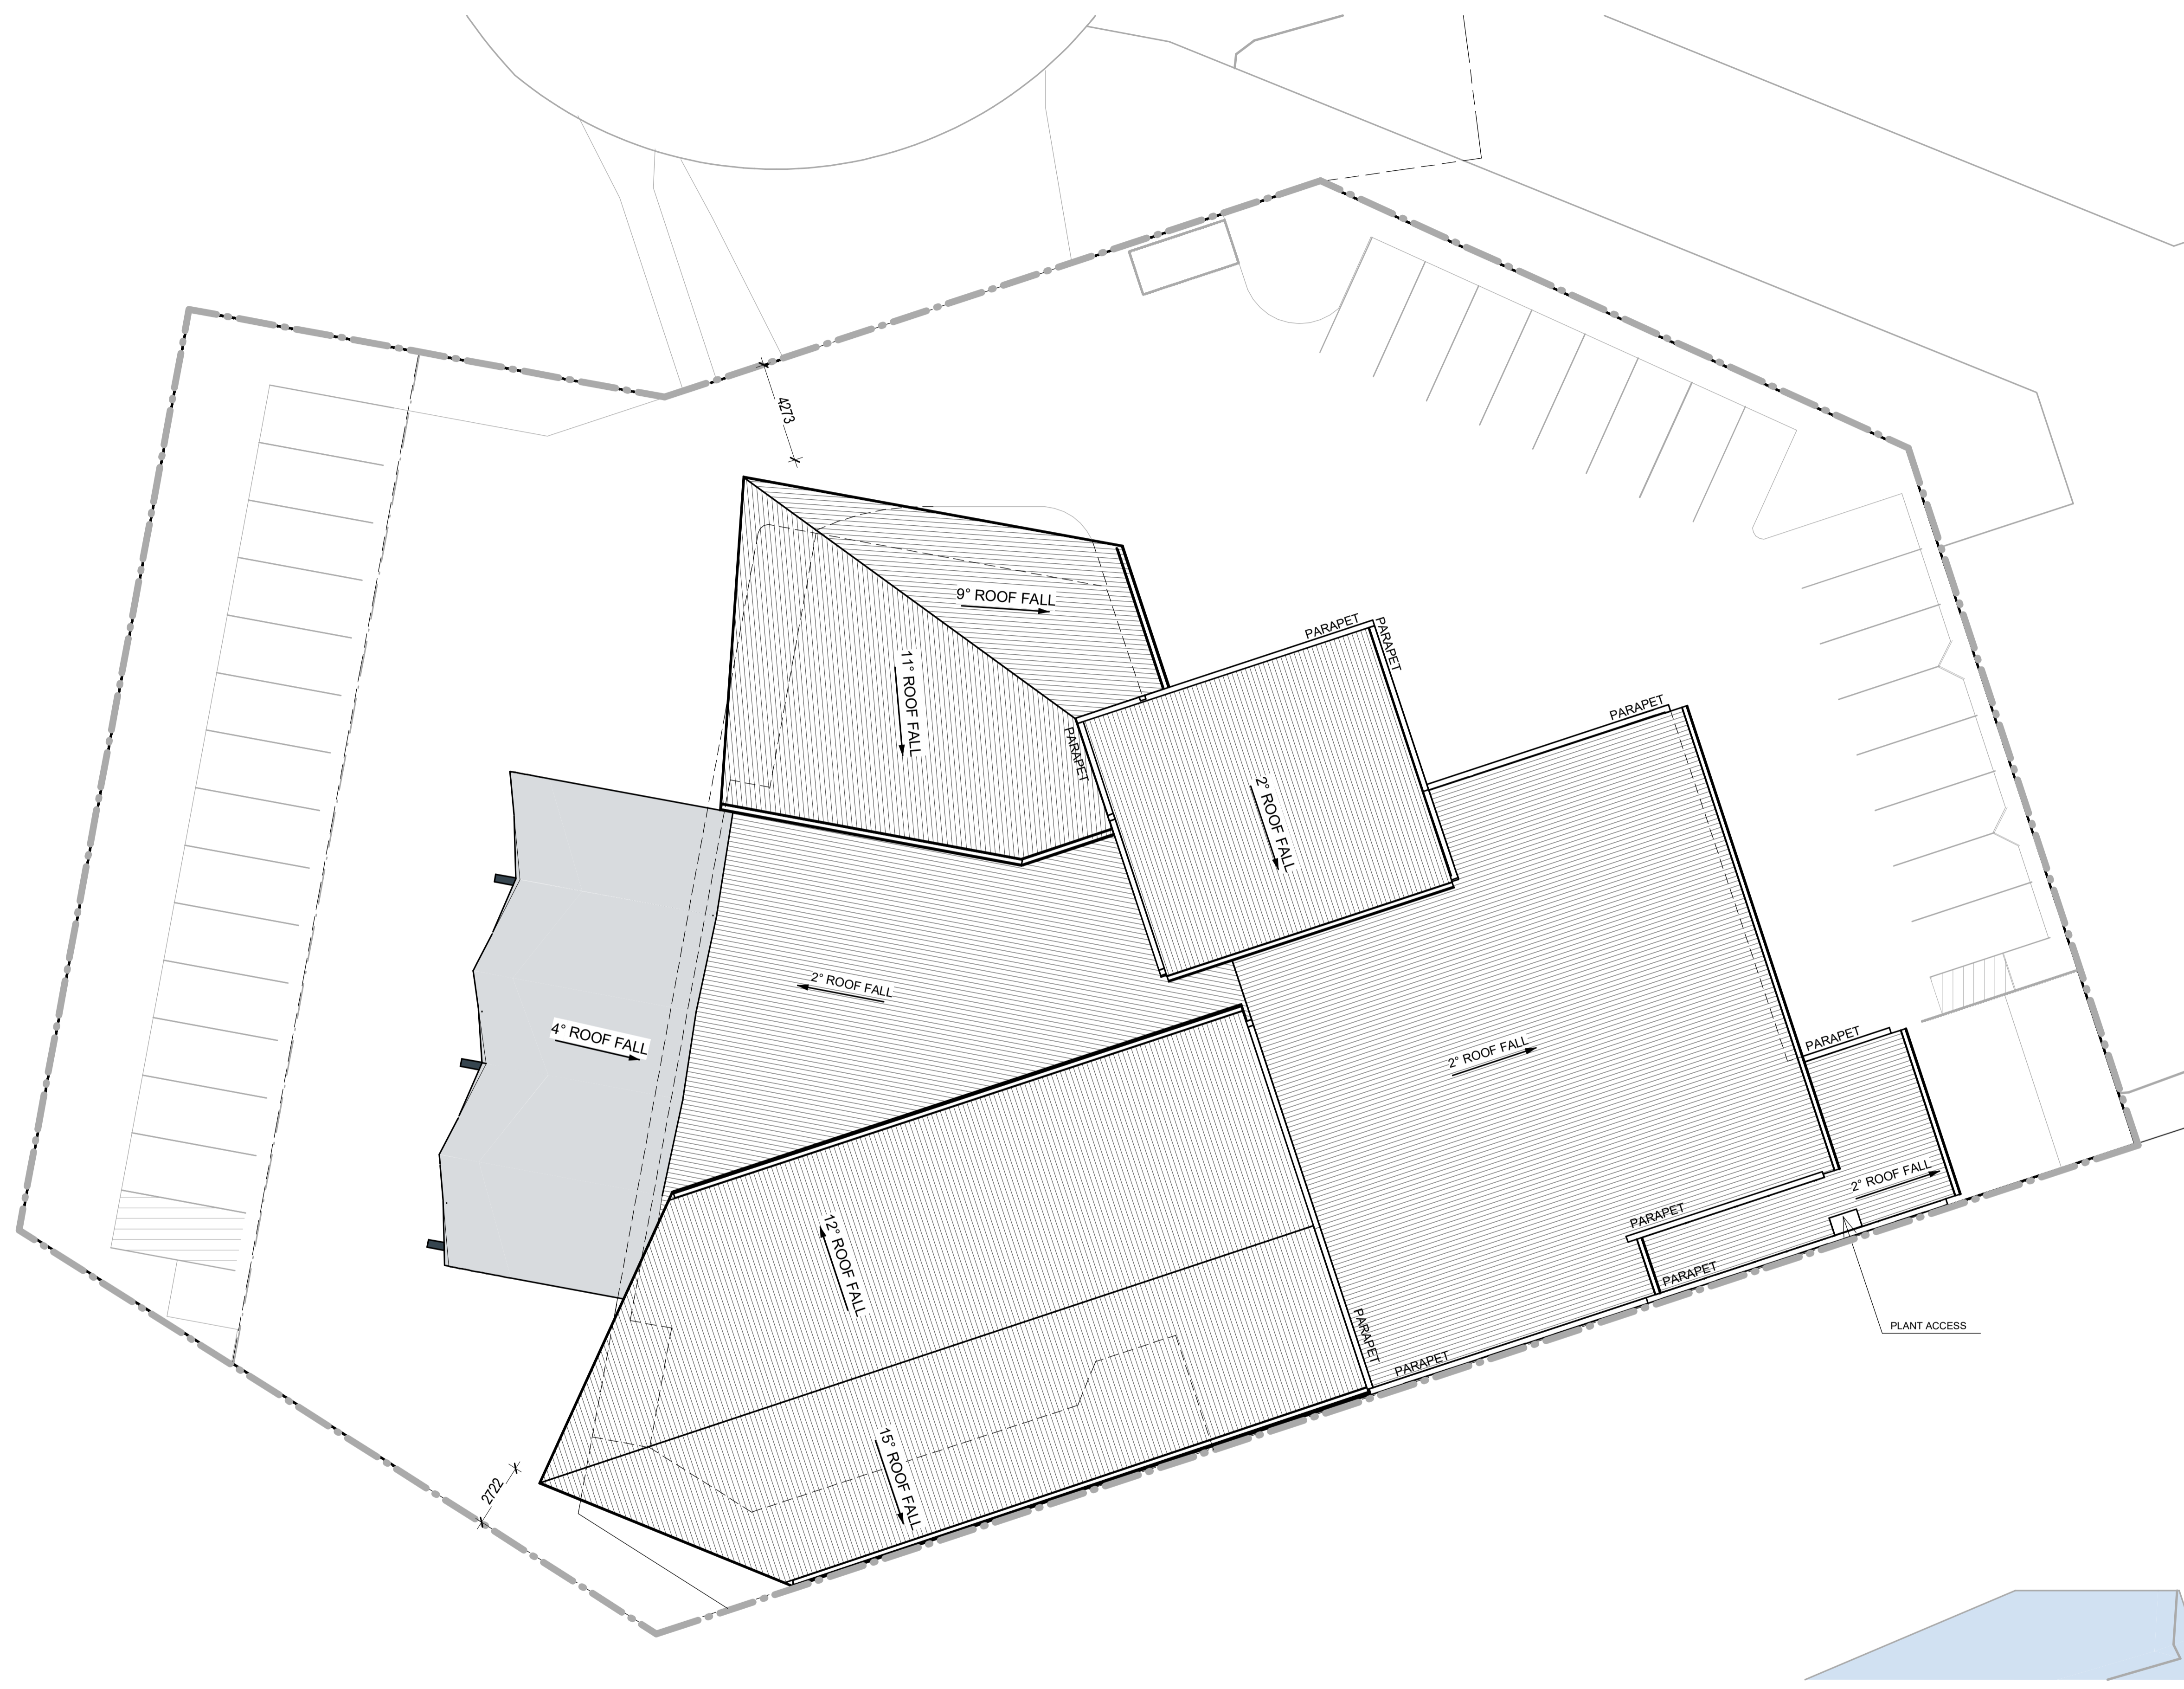 4273
9° ROOF FALL
PARAPET
PARAPET
11° ROOF FALL
PARAPET
PARAPET
2° ROOF FALL
2° ROOF FALL
4° ROOF FALL
2° ROOF FALL
PARAPET
2° ROOF FALL
12° ROOF FALL
PARAPET
PARAPET
PLANT ACCESS
PARAPET
PARAPET
15° ROOF FALL
2722